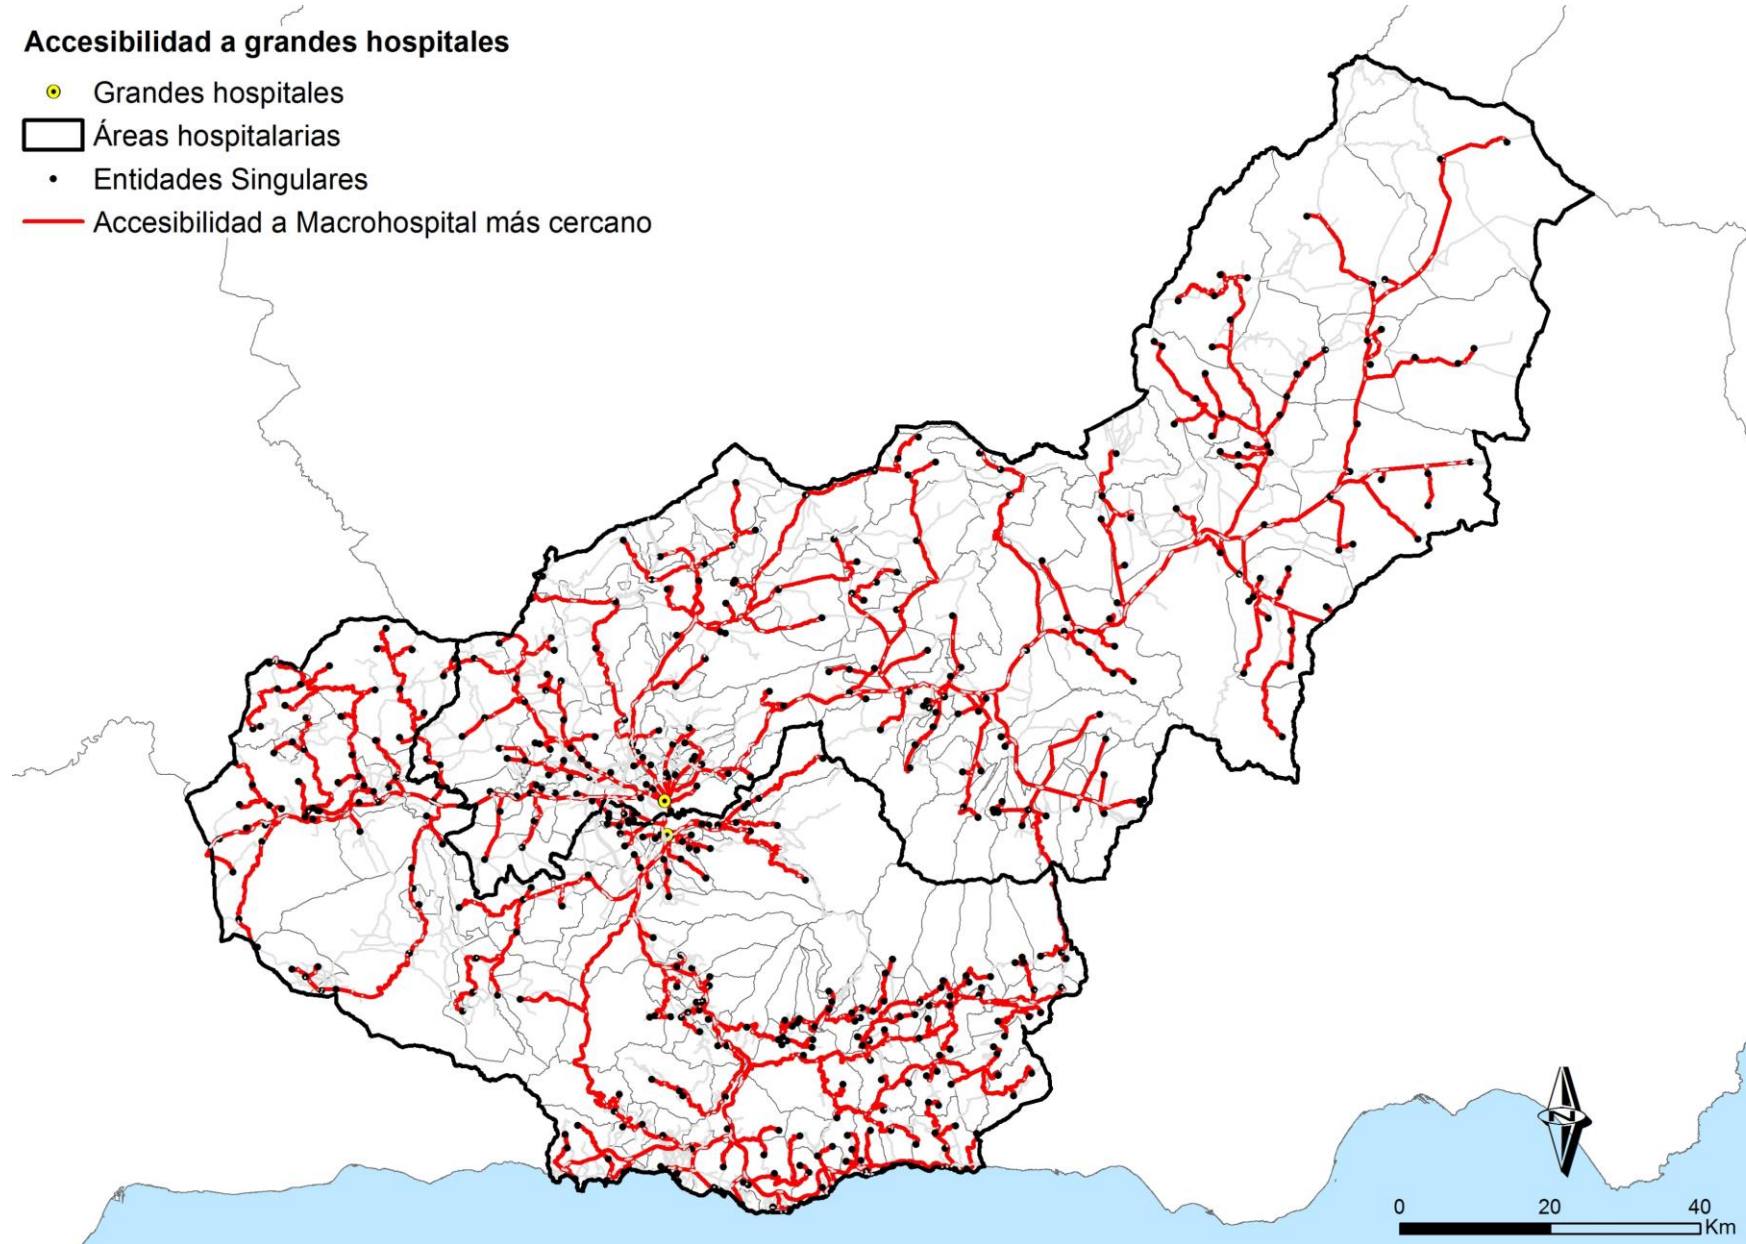 Accesibilidad a grandes hospitales
Grandes hospitales
Áreas hospitalarias
Entidades Singulares
Accesibilidad a Macrohospital más cercano
N
0 20 40
Km